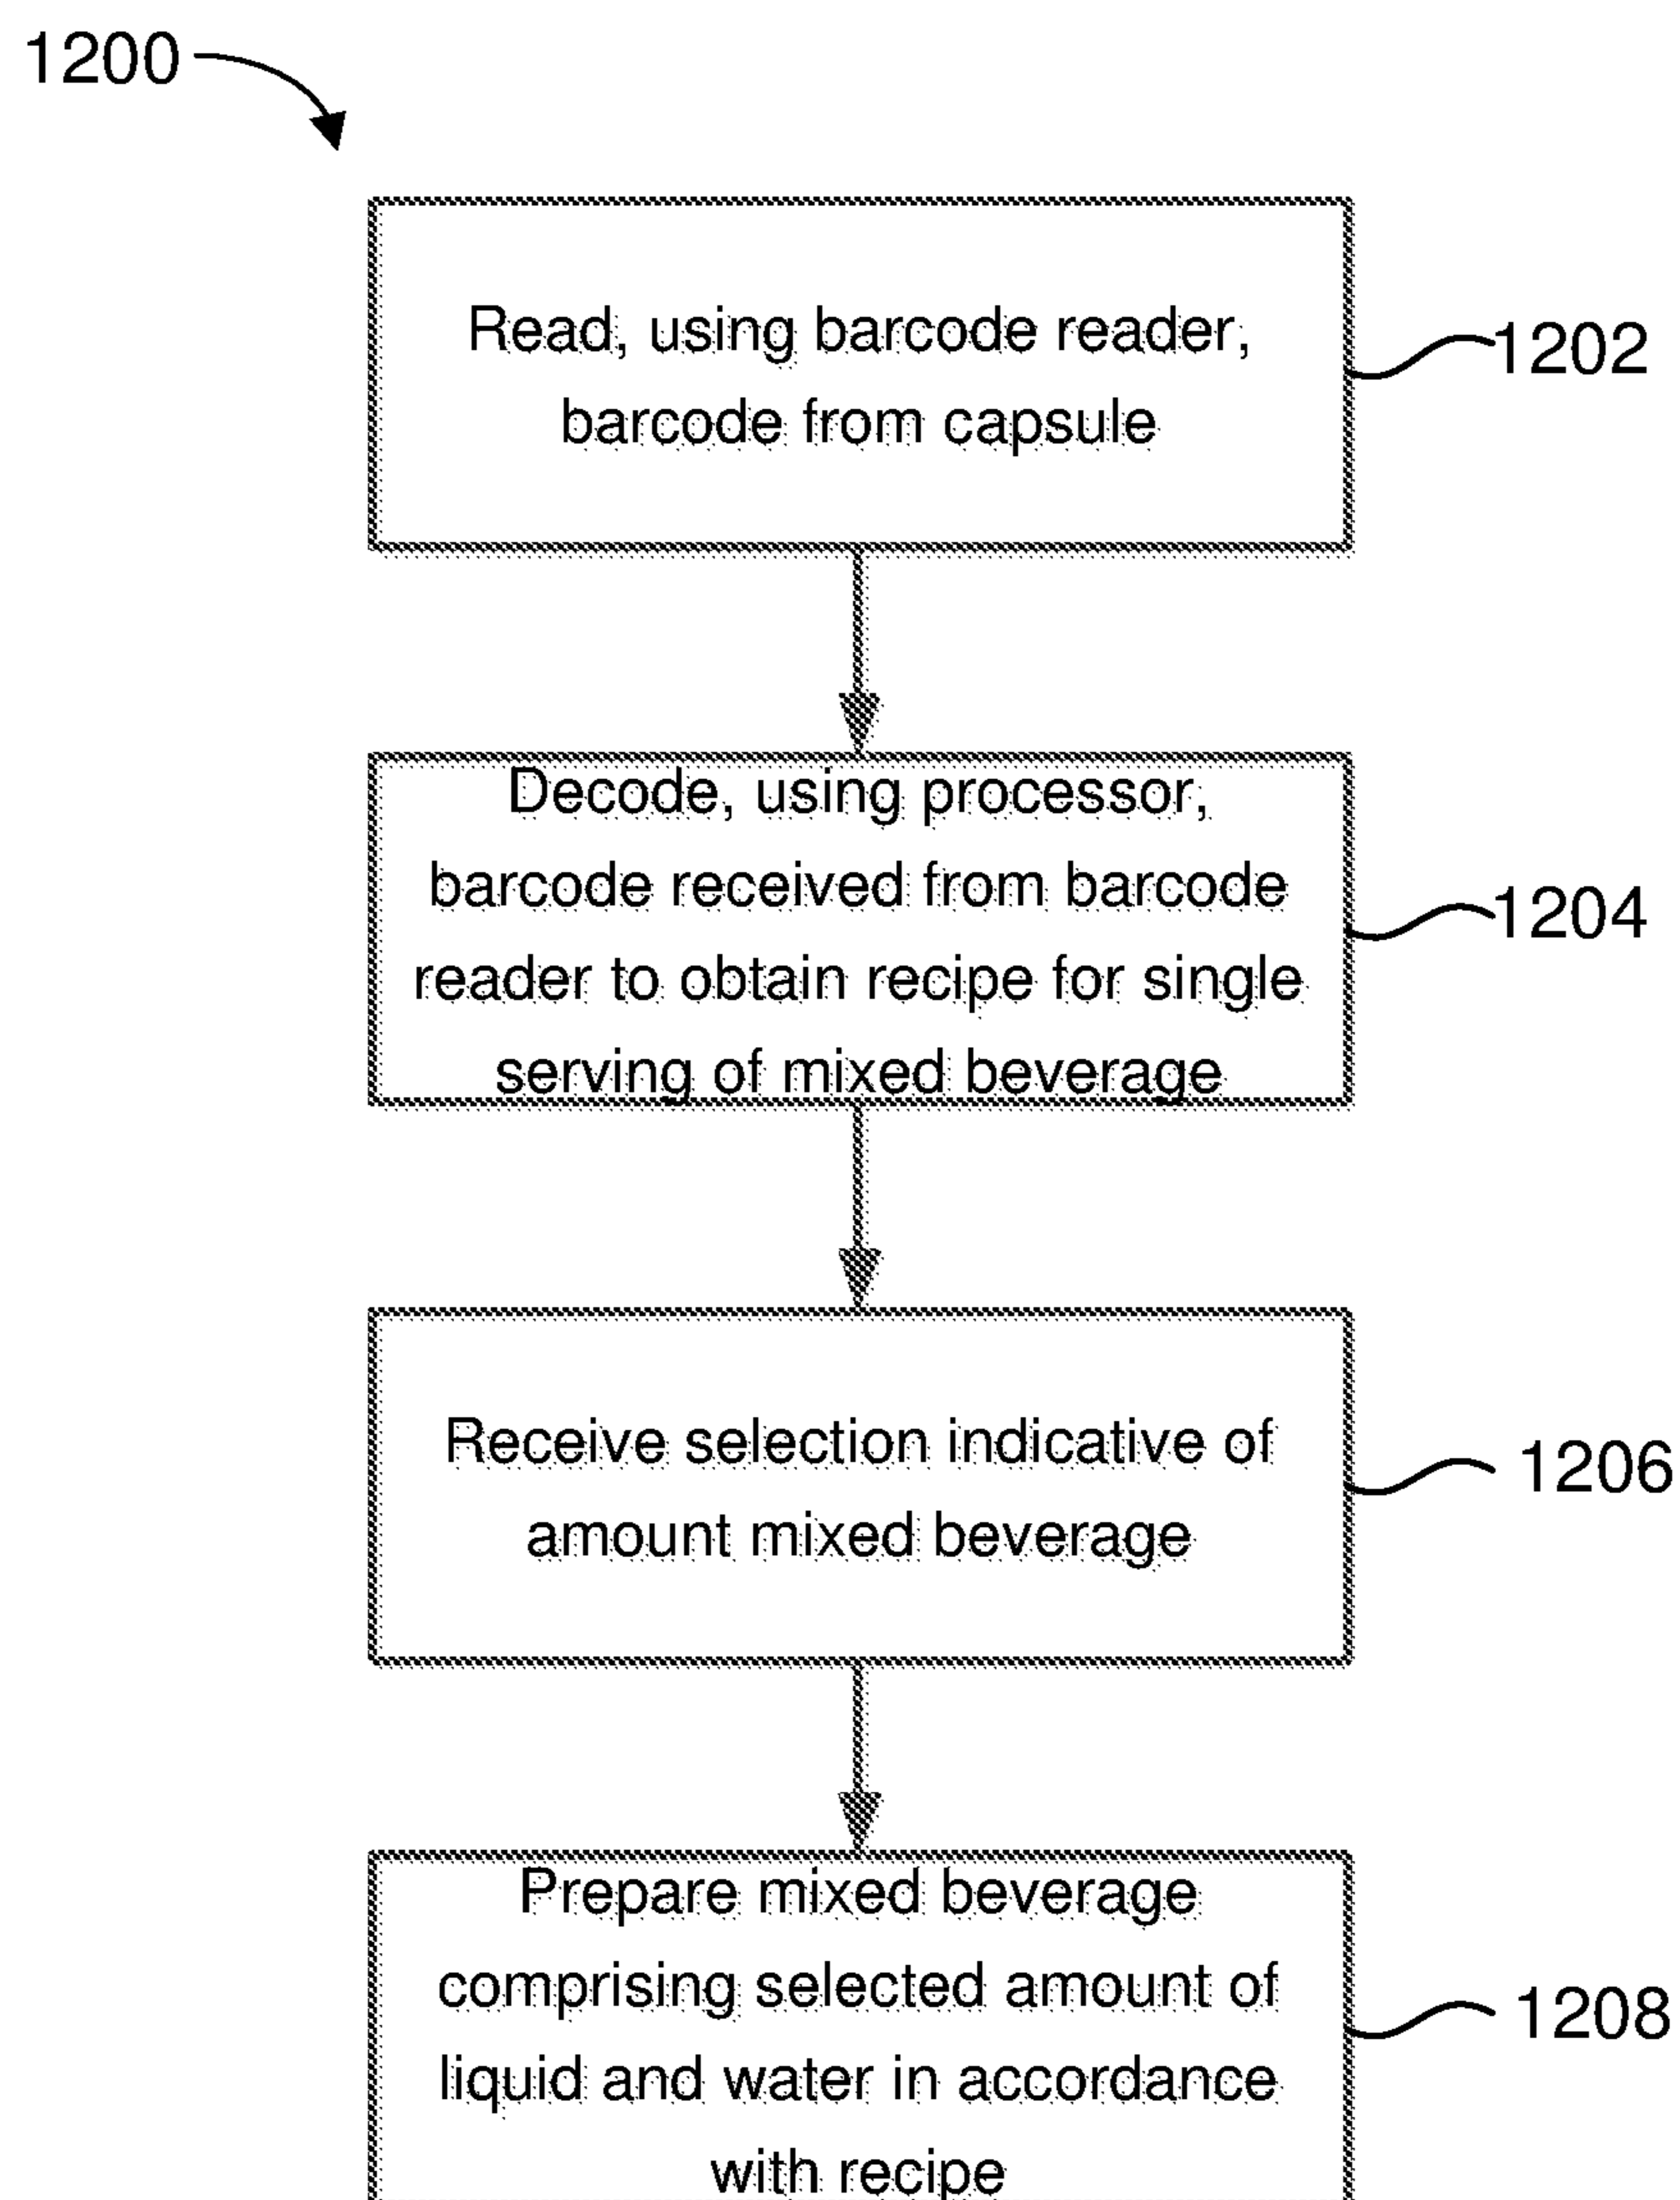 1200
Read, using barcode reader,
barcode from capsule
1202
Decode, using processor,
barcode received from barcode
reader to obtain recipe for single
serving of mixed beverage
1204
Receive selection indicative of
amount mixed beverage
1206
Prepare mixed beverage
comprising selected amount of
liquid and water in accordance
with recipe
1208